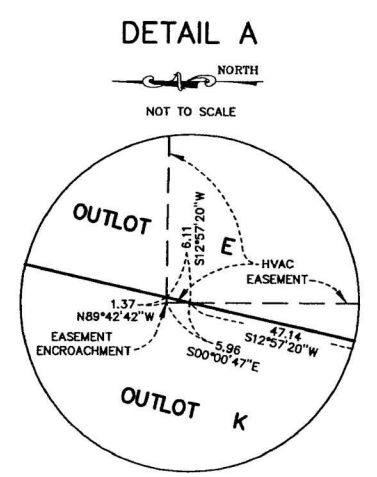 DETAIL A
NORTH
NOT TO SCALE
OUTLOT E
6.11
S12°57'20"W
HVAC
EASEMENT
1.37
N89°42'42"W
EASEMENT
ENCROACHMENT
47.14
S12°57'20"W
5.96
S00°00'47"E
OUTLOT K